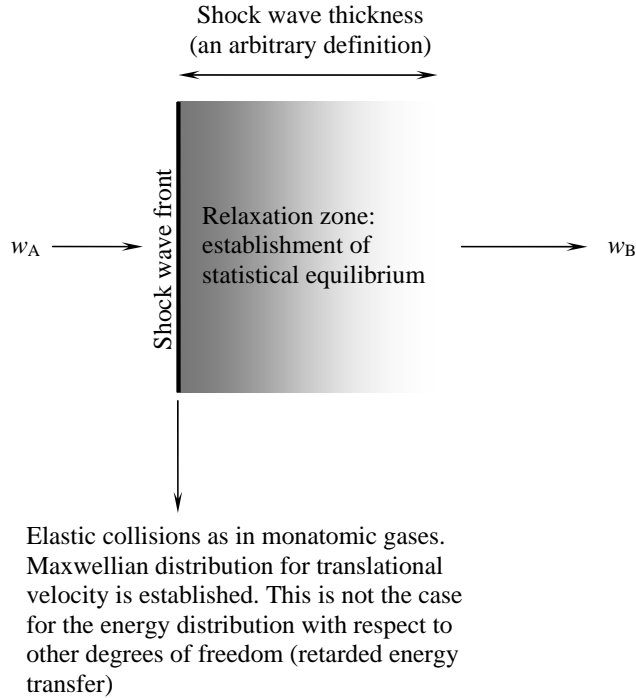 Shock wave thickness
(an arbitrary definition)
Shock wave front
Relaxation zone:
establishment of
statistical equilibrium
wA
wB
Elastic collisions as in monatomic gases.
Maxwellian distribution for translational
velocity is established. This is not the case
for the energy distribution with respect to
other degrees of freedom (retarded energy
transfer)